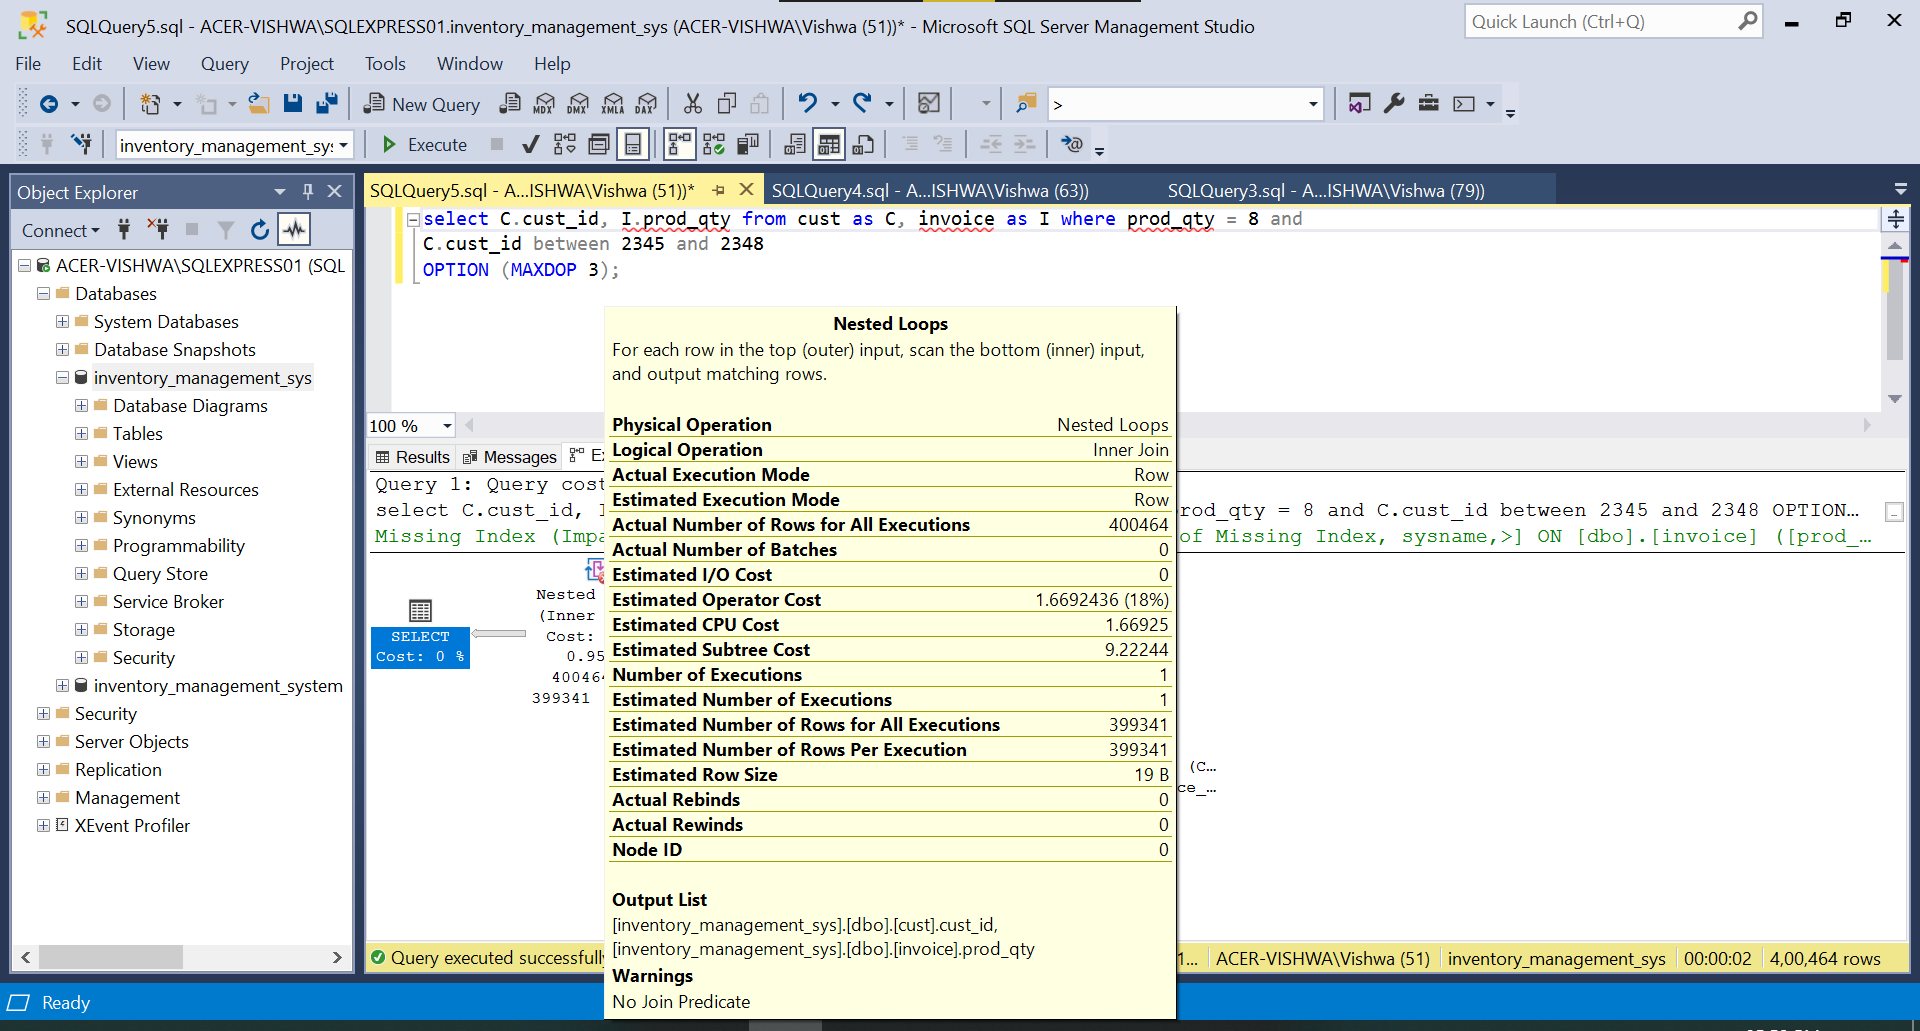 SQLQuery5.sql - ACER-VISHWA\SQLEXPRESS01.inventory_management_sys (ACER-VISHWA\Vishwa (51))* - Microsoft SQL Server Management Studio
Quick Launch (Ctrl+Q)
File Edit View Query Project Tools Window Help
New Query MDX DMX XMLA DAX >
inventory_management_sy Execute
Object Explorer
SQLQuery5.sql - A...ISHWA\Vishwa (51))* SQLQuery4.sql - A...ISHWA\Vishwa (63)) SQLQuery3.sql - A...ISHWA\Vishwa (79))
Connect
ACER-VISHWA\SQLEXPRESS01 (SQL
Databases
System Databases
Database Snapshots
inventory_management_sys
Database Diagrams
Tables
Views
External Resources
Synonyms
Programmability
Query Store
Service Broker
Storage
Security
inventory_management_system
Security
Server Objects
Replication
Management
XEvent Profiler
select C.cust_id, I.prod_qty from cust as C, invoice as I where prod_qty = 8 and
C.cust_id between 2345 and 2348
OPTION (MAXDOP 3);
100 %
Results Messages E
Query 1: Query cost
select C.cust_id, I rod_qty = 8 and C.cust_id between 2345 and 2348 OPTION...
Missing Index (Impa of Missing Index, sysname,>] ON [dbo].[invoice] ([prod_...
SELECT
Cost: 0 %
Nested
(Inner
Cost:
0.95
40046
399341
(C...
ce_...
Nested Loops
For each row in the top (outer) input, scan the bottom (inner) input,
and output matching rows.
Physical Operation Nested Loops
Logical Operation Inner Join
Actual Execution Mode Row
Estimated Execution Mode Row
Actual Number of Rows for All Executions 400464
Actual Number of Batches 0
Estimated I/O Cost 0
Estimated Operator Cost 1.6692436 (18%)
Estimated CPU Cost 1.66925
Estimated Subtree Cost 9.22244
Number of Executions 1
Estimated Number of Executions 1
Estimated Number of Rows for All Executions 399341
Estimated Number of Rows Per Execution 399341
Estimated Row Size 19 B
Actual Rebinds 0
Actual Rewinds 0
Node ID 0
Output List
[inventory_management_sys].[dbo].[cust].cust_id,
[inventory_management_sys].[dbo].[invoice].prod_qty
Warnings
No Join Predicate
Query executed successfully 1... ACER-VISHWA\Vishwa (51) inventory_management_sys 00:00:02 4,00,464 rows
Ready